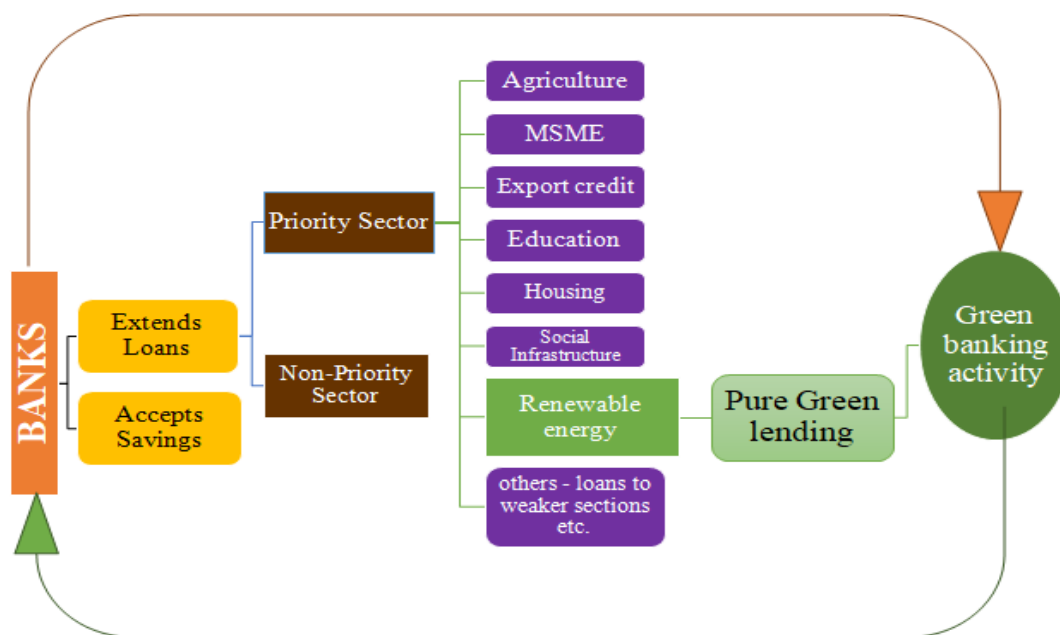 BANKS
Extends
Loans
Accepts
Savings
Priority Sector
Non-Priority
Sector
Agriculture
MSME
Export credit
Education
Housing
Social
Infrastructure
Renewable
energy
others - loans to
weaker sections
etc.
Pure Green
lending
Green
banking
activity